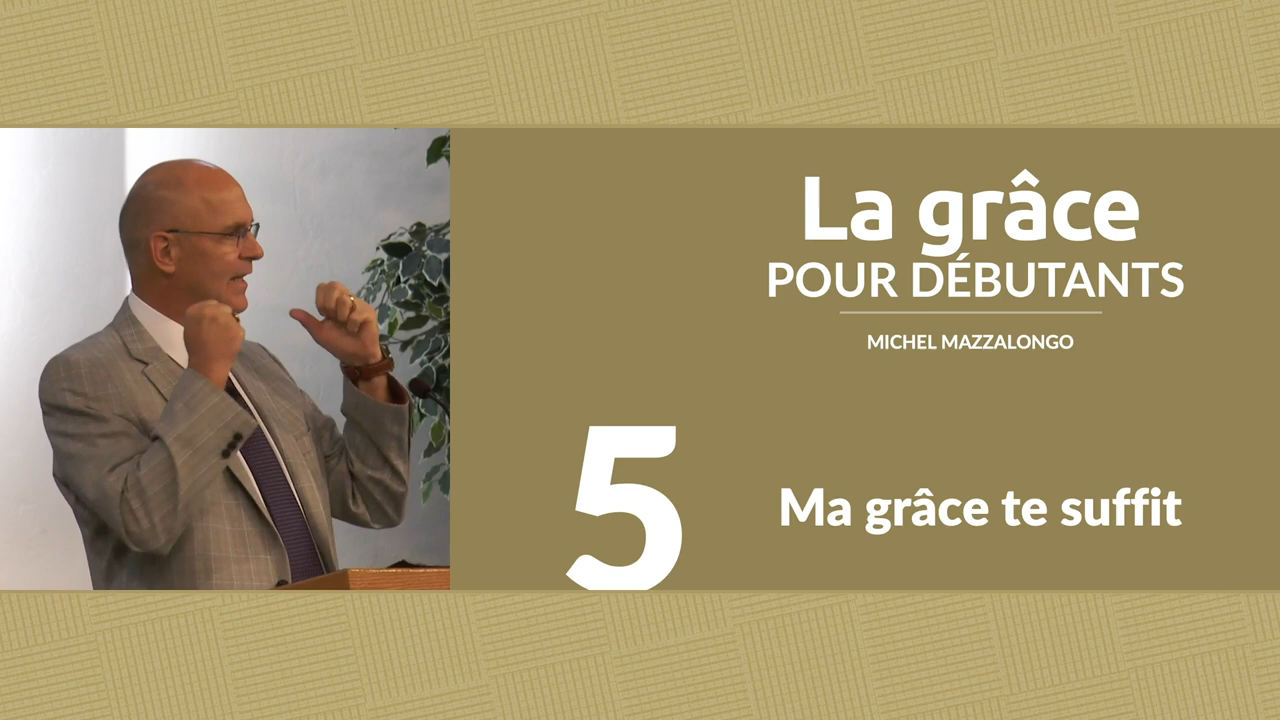 La grâce
POUR DÉBUTANTS
MICHEL MAZZALONGO
5
Ma grâce te suffit